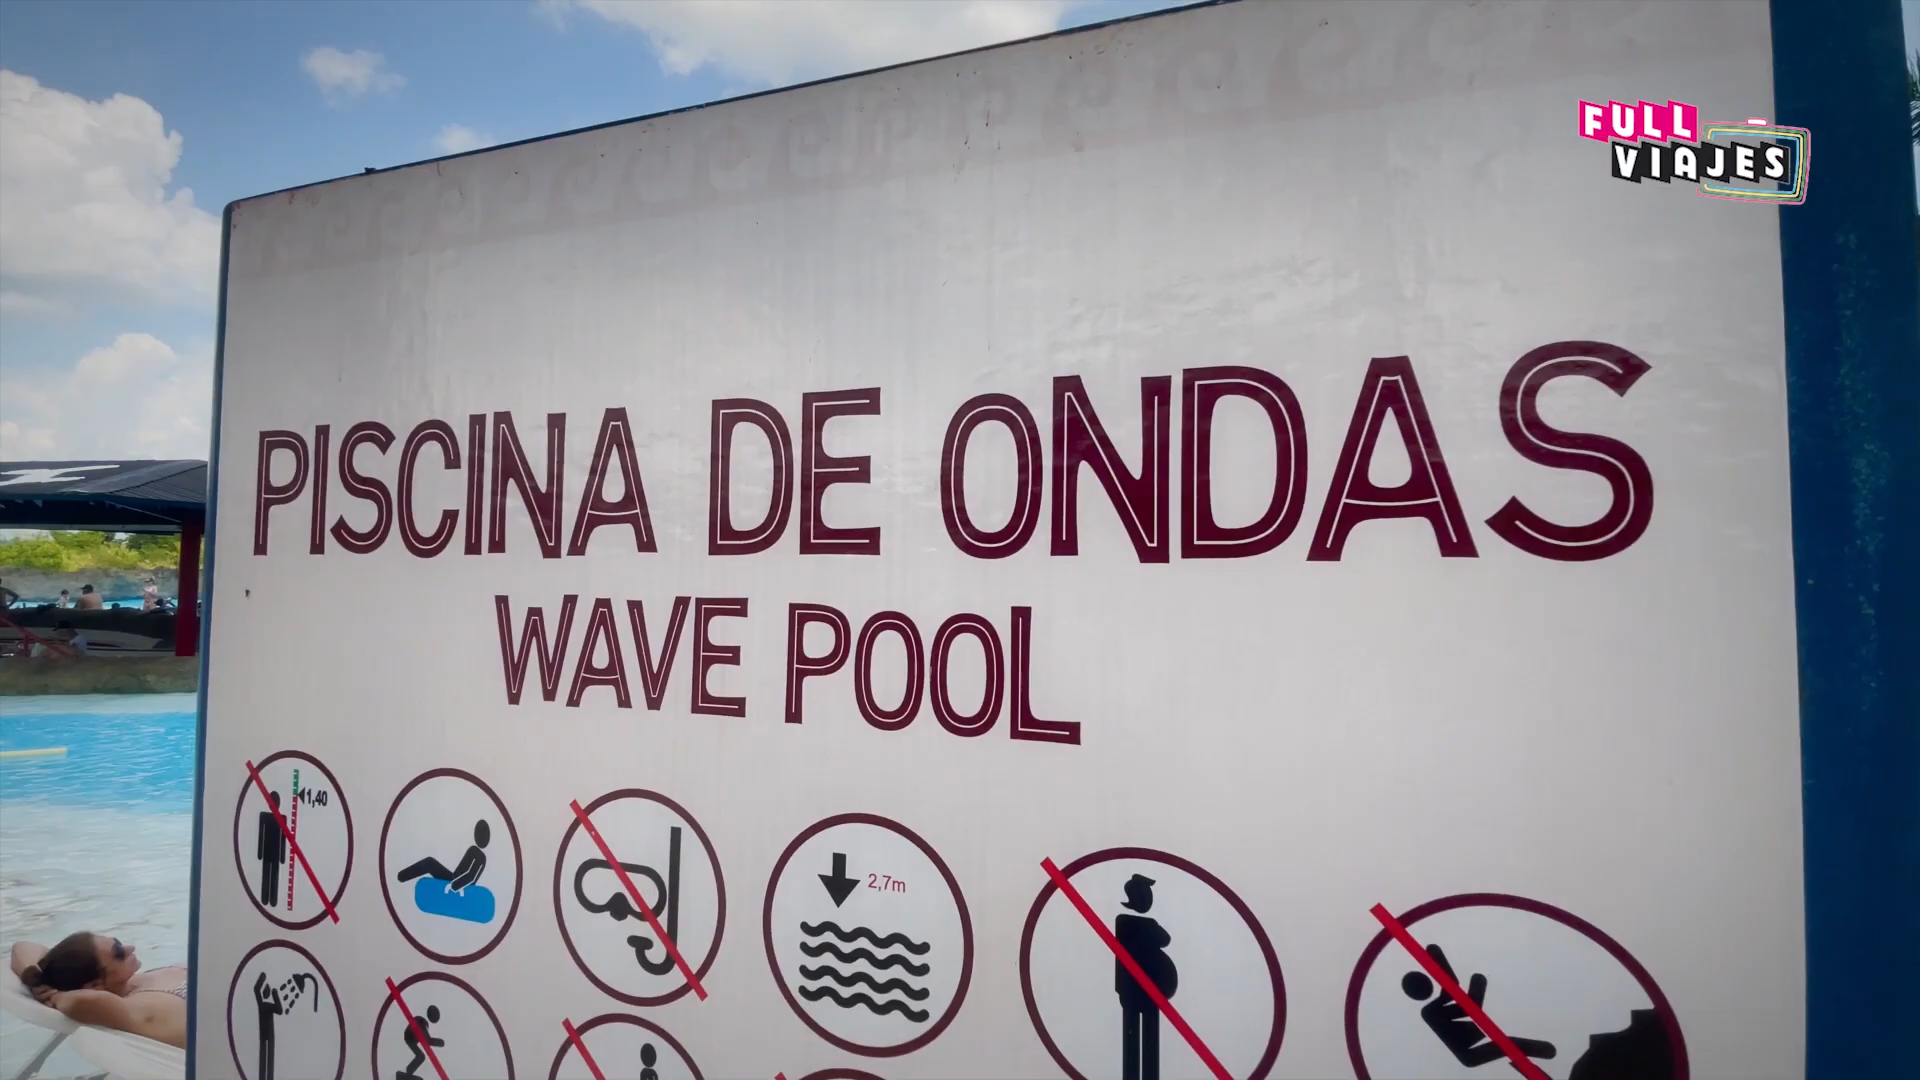 FULL
VIAJES
PISCINA DE ONDAS
WAVE POOL
1,40
2,7m